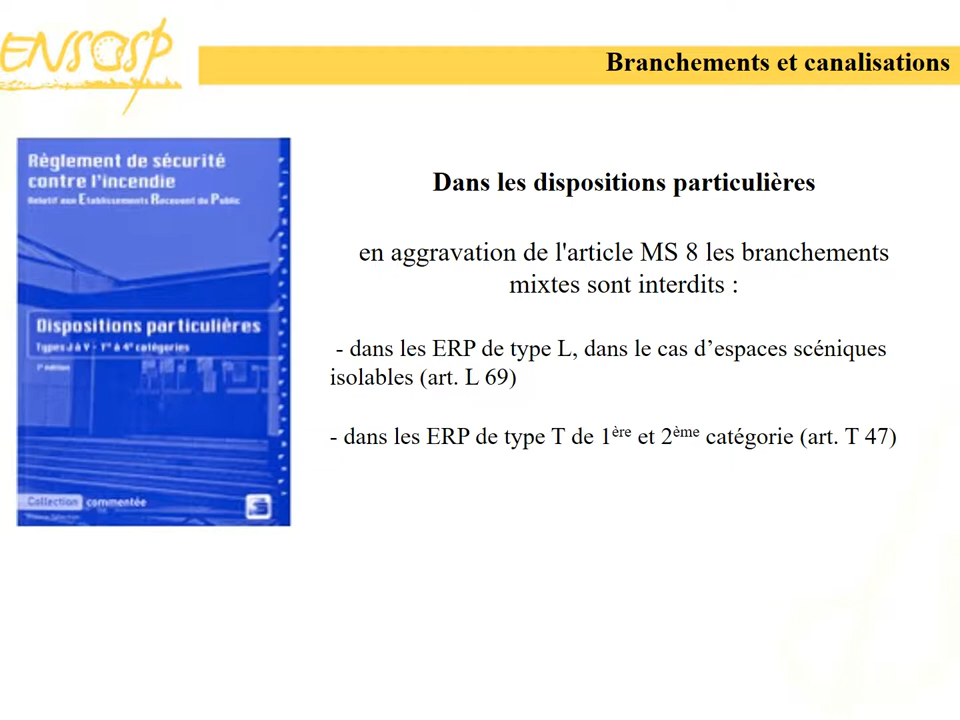 ENSOSP
Branchements et canalisations
Règlement de sécurité
contre l'incendie
Relatif aux Etablissements Recevant du Public
Dispositions particulières
Types J à Y - 1re à 4e catégories
Collection commentée
Dans les dispositions particulières
en aggravation de l'article MS 8 les branchements
mixtes sont interdits :
- dans les ERP de type L, dans le cas d’espaces scéniques
isolables (art. L 69)
- dans les ERP de type T de 1ère et 2ème catégorie (art. T 47)